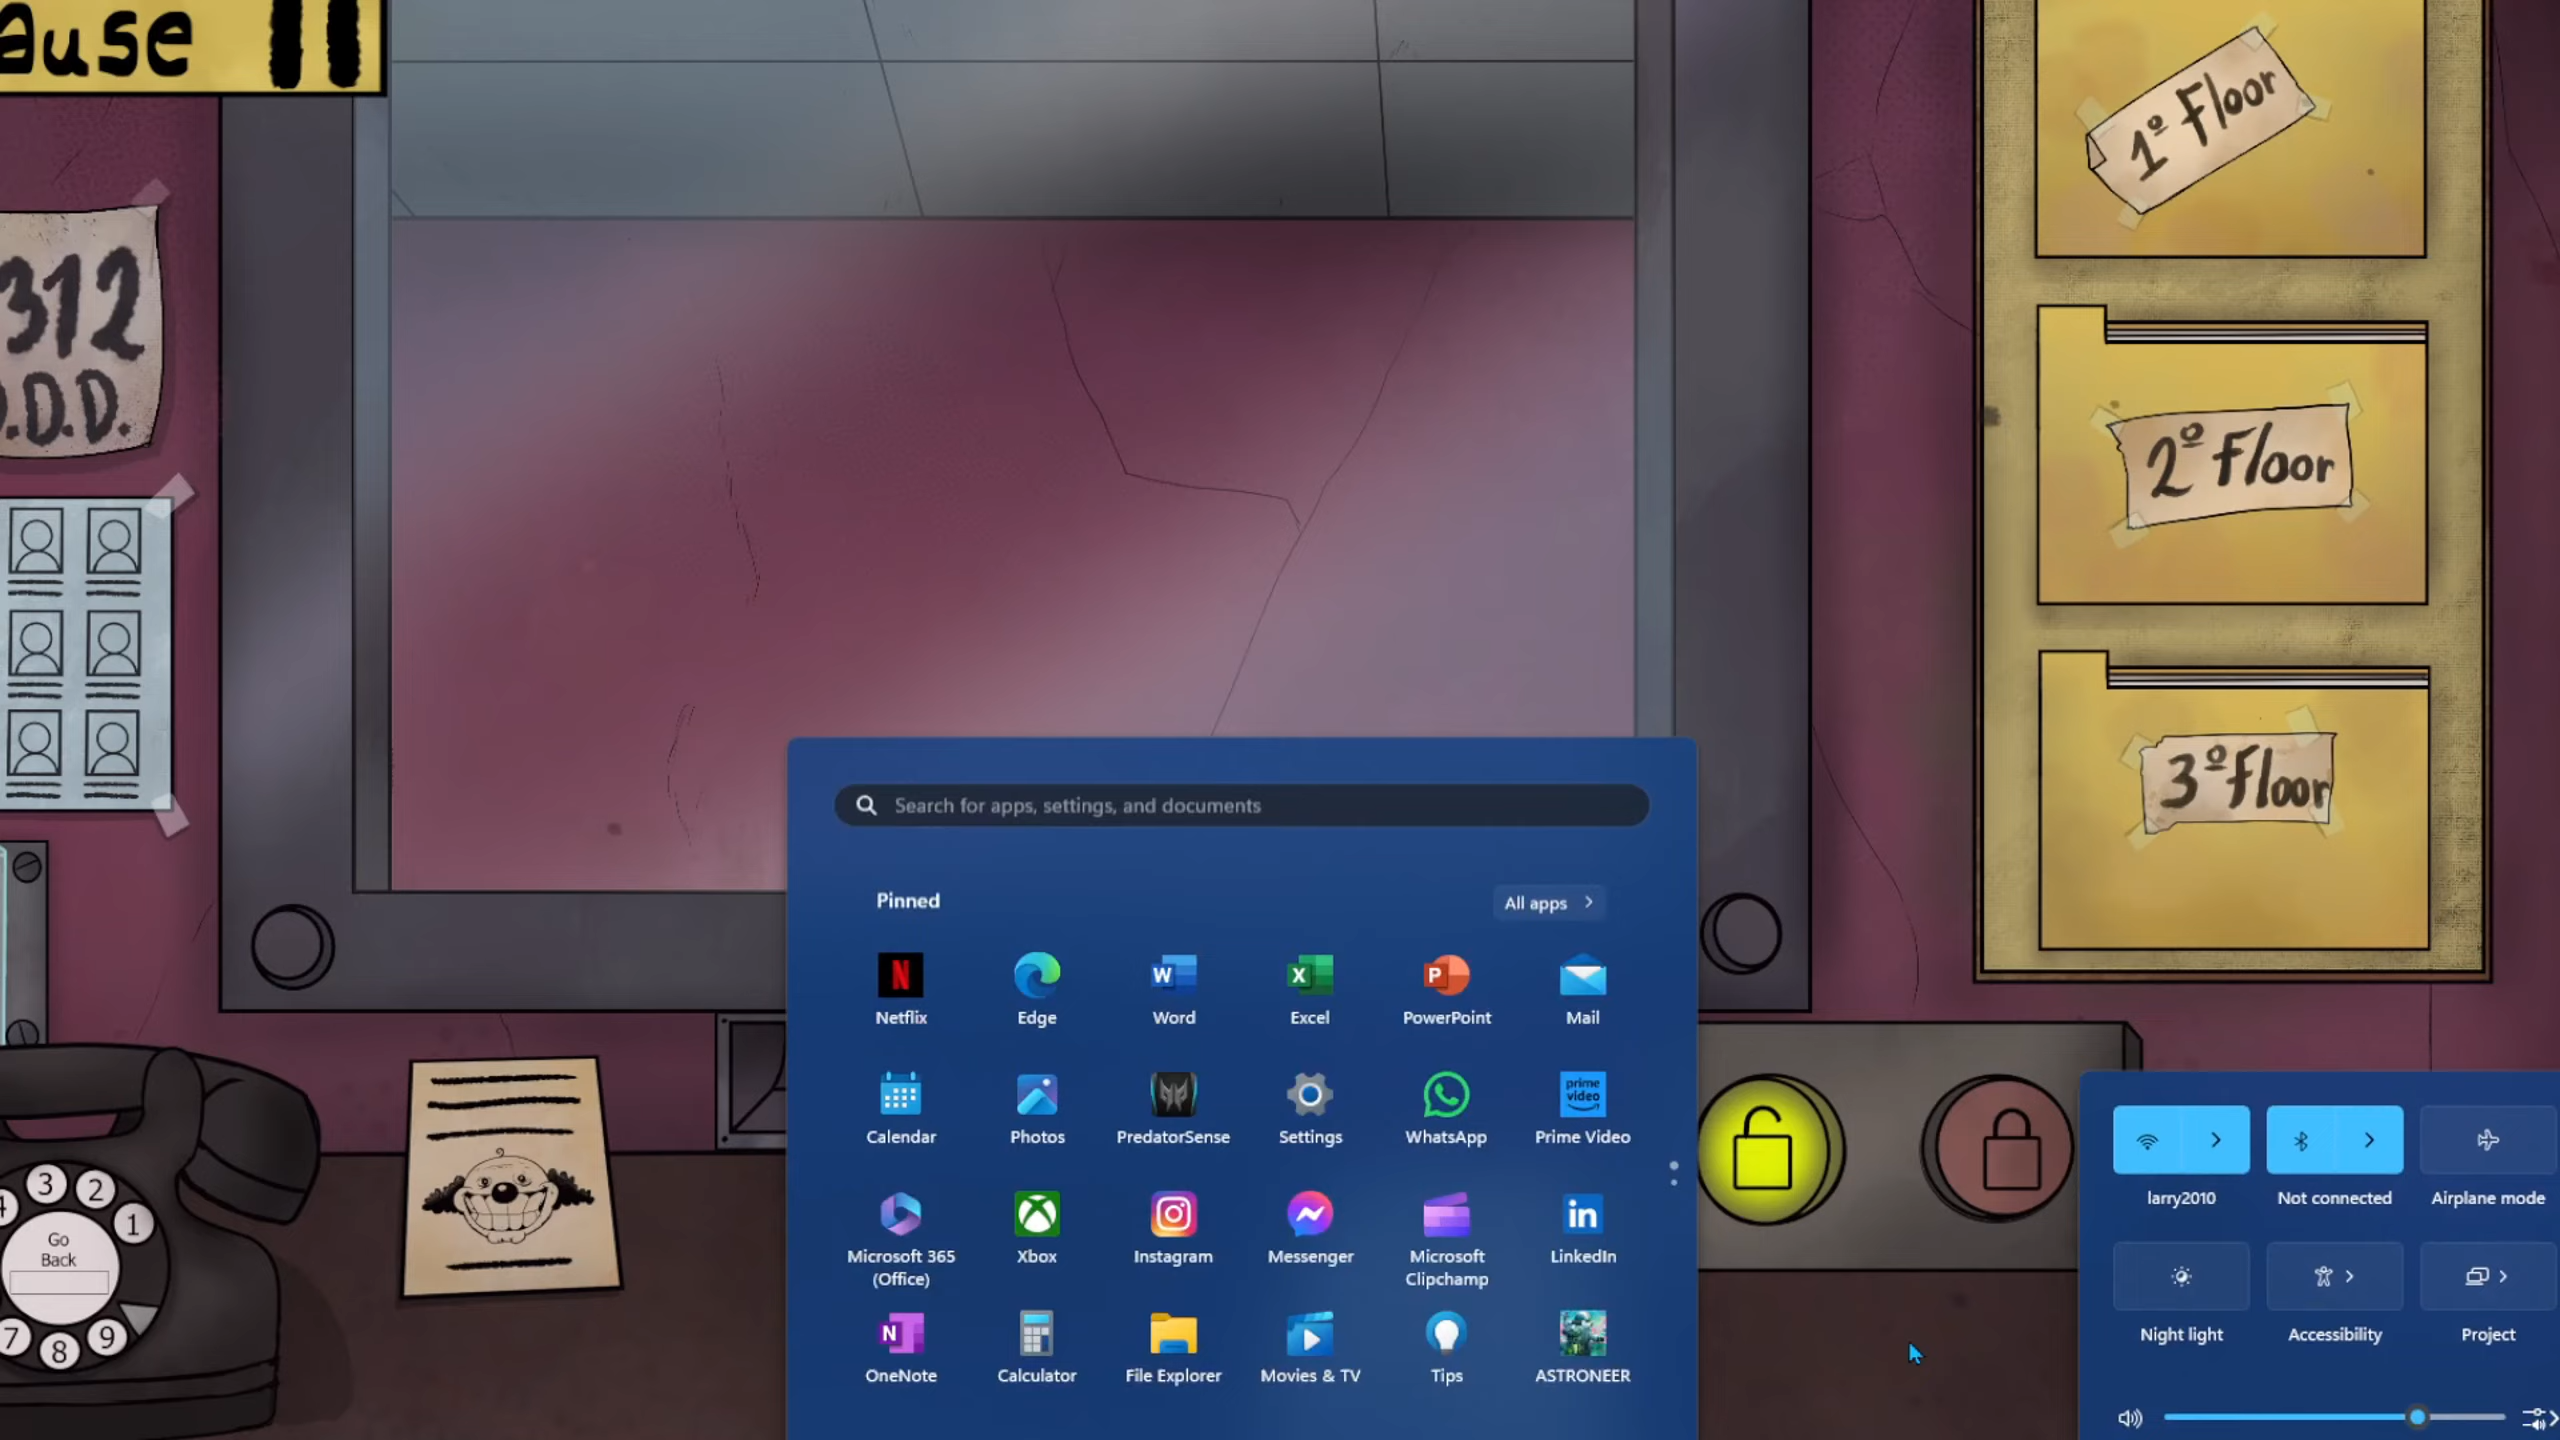 ause
312
.D.D.
1º Floor
2º Floor
3º Floor
Search for apps, settings, and documents
Pinned
All apps
Netflix
Edge
Word
Excel
PowerPoint
Mail
Calendar
Photos
PredatorSense
Settings
WhatsApp
prime
video
Prime Video
Microsoft 365
(Office)
Xbox
Instagram
Messenger
Microsoft
Clipchamp
LinkedIn
OneNote
Calculator
File Explorer
Movies & TV
Tips
ASTRONEER
larry2010
Not connected
Airplane mode
Night light
Accessibility
Project
3
2
1
4
Go
Back
7
8
9